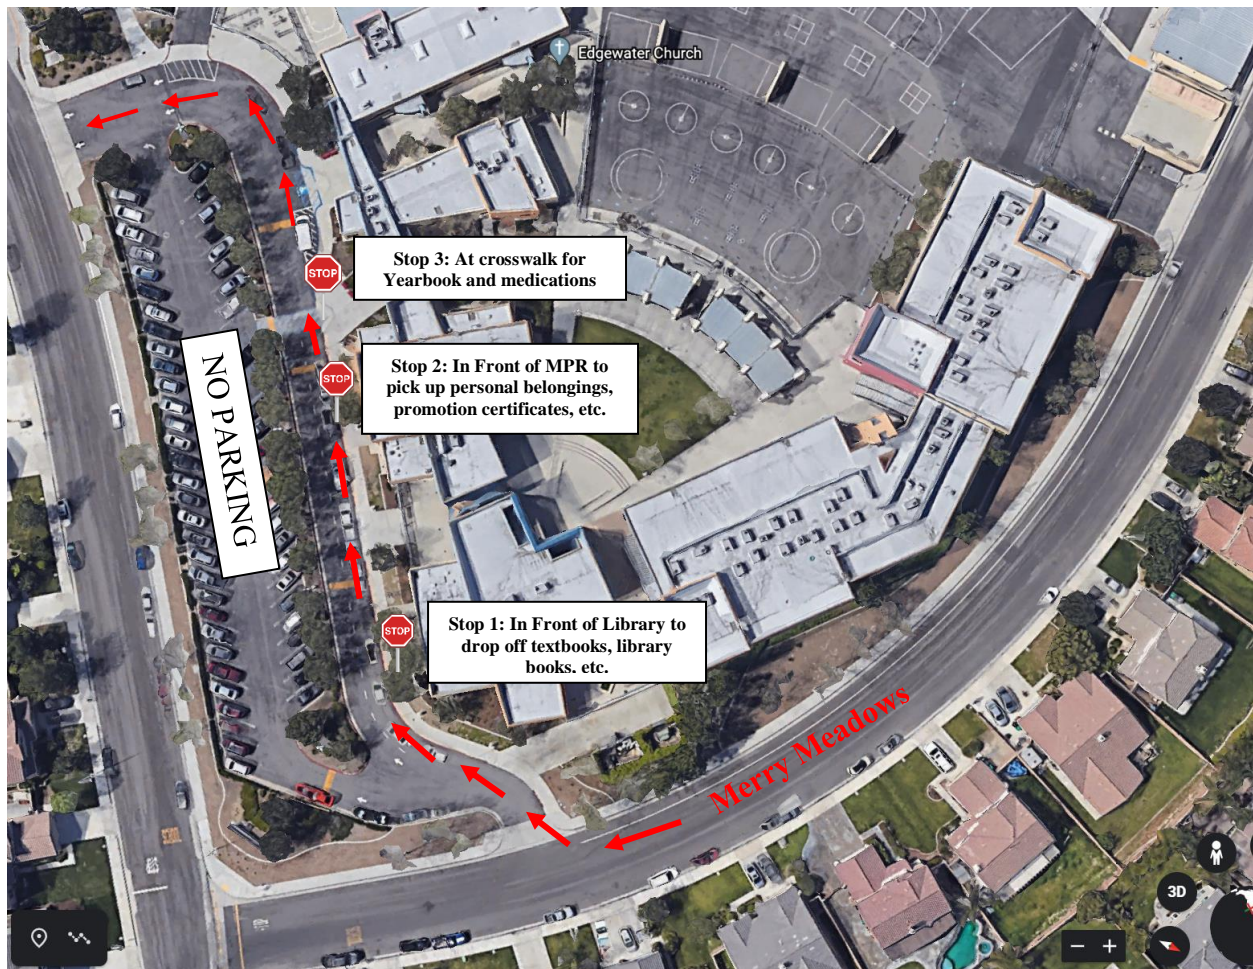 Edgewater Church
STOP
Stop 3: At crosswalk for
Yearbook and medications
STOP
Stop 2: In Front of MPR to
pick up personal belongings,
promotion certificates, etc.
NO PARKING
STOP
Stop 1: In Front of Library to
drop off textbooks, library
books, etc.
Merry Meadows
3D